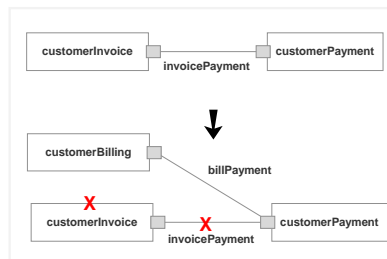 customerInvoice
customerPayment
invoicePayment
customerBilling
billPayment
X
customerInvoice
X
customerPayment
invoicePayment